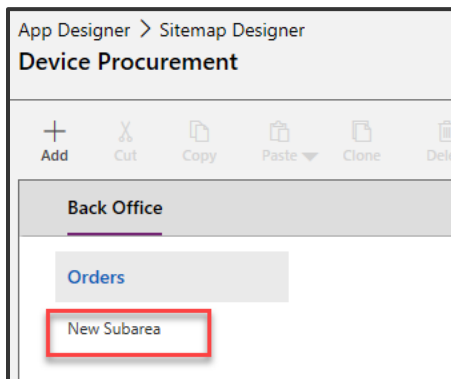 App Designer > Sitemap Designer
Device Procurement
Add Cut Copy Paste Clone
Back Office
Orders
New Subarea